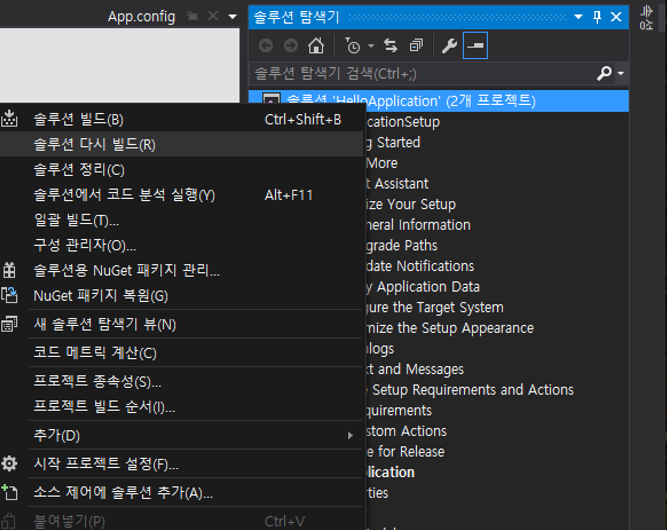 App.config
솔루션 탐색기
속성
솔루션 탐색기 검색(Ctrl+;)
솔루션 'HelloApplication' (2개 프로젝트)
솔루션 빌드(B) Ctrl+Shift+B
솔루션 다시 빌드(R)
솔루션 정리(C)
솔루션에서 코드 분석 실행(Y) Alt+F11
일괄 빌드(T)...
구성 관리자(O)...
솔루션용 NuGet 패키지 관리...
NuGet 패키지 복원(G)
새 솔루션 탐색기 뷰(N)
코드 메트릭 계산(C)
프로젝트 종속성(S)...
프로젝트 빌드 순서(I)...
추가(D)
시작 프로젝트 설정(F)...
소스 제어에 솔루션 추가(A)...
붙여넣기(P) Ctrl+V
icationSetup
ng Started
More
t Assistant
ize Your Setup
neral Information
grade Paths
date Notifications
y Application Data
gure the Target System
mize the Setup Appearance
alogs
xt and Messages
e Setup Requirements and Actions
quirements
stom Actions
e for Release
plication
rties